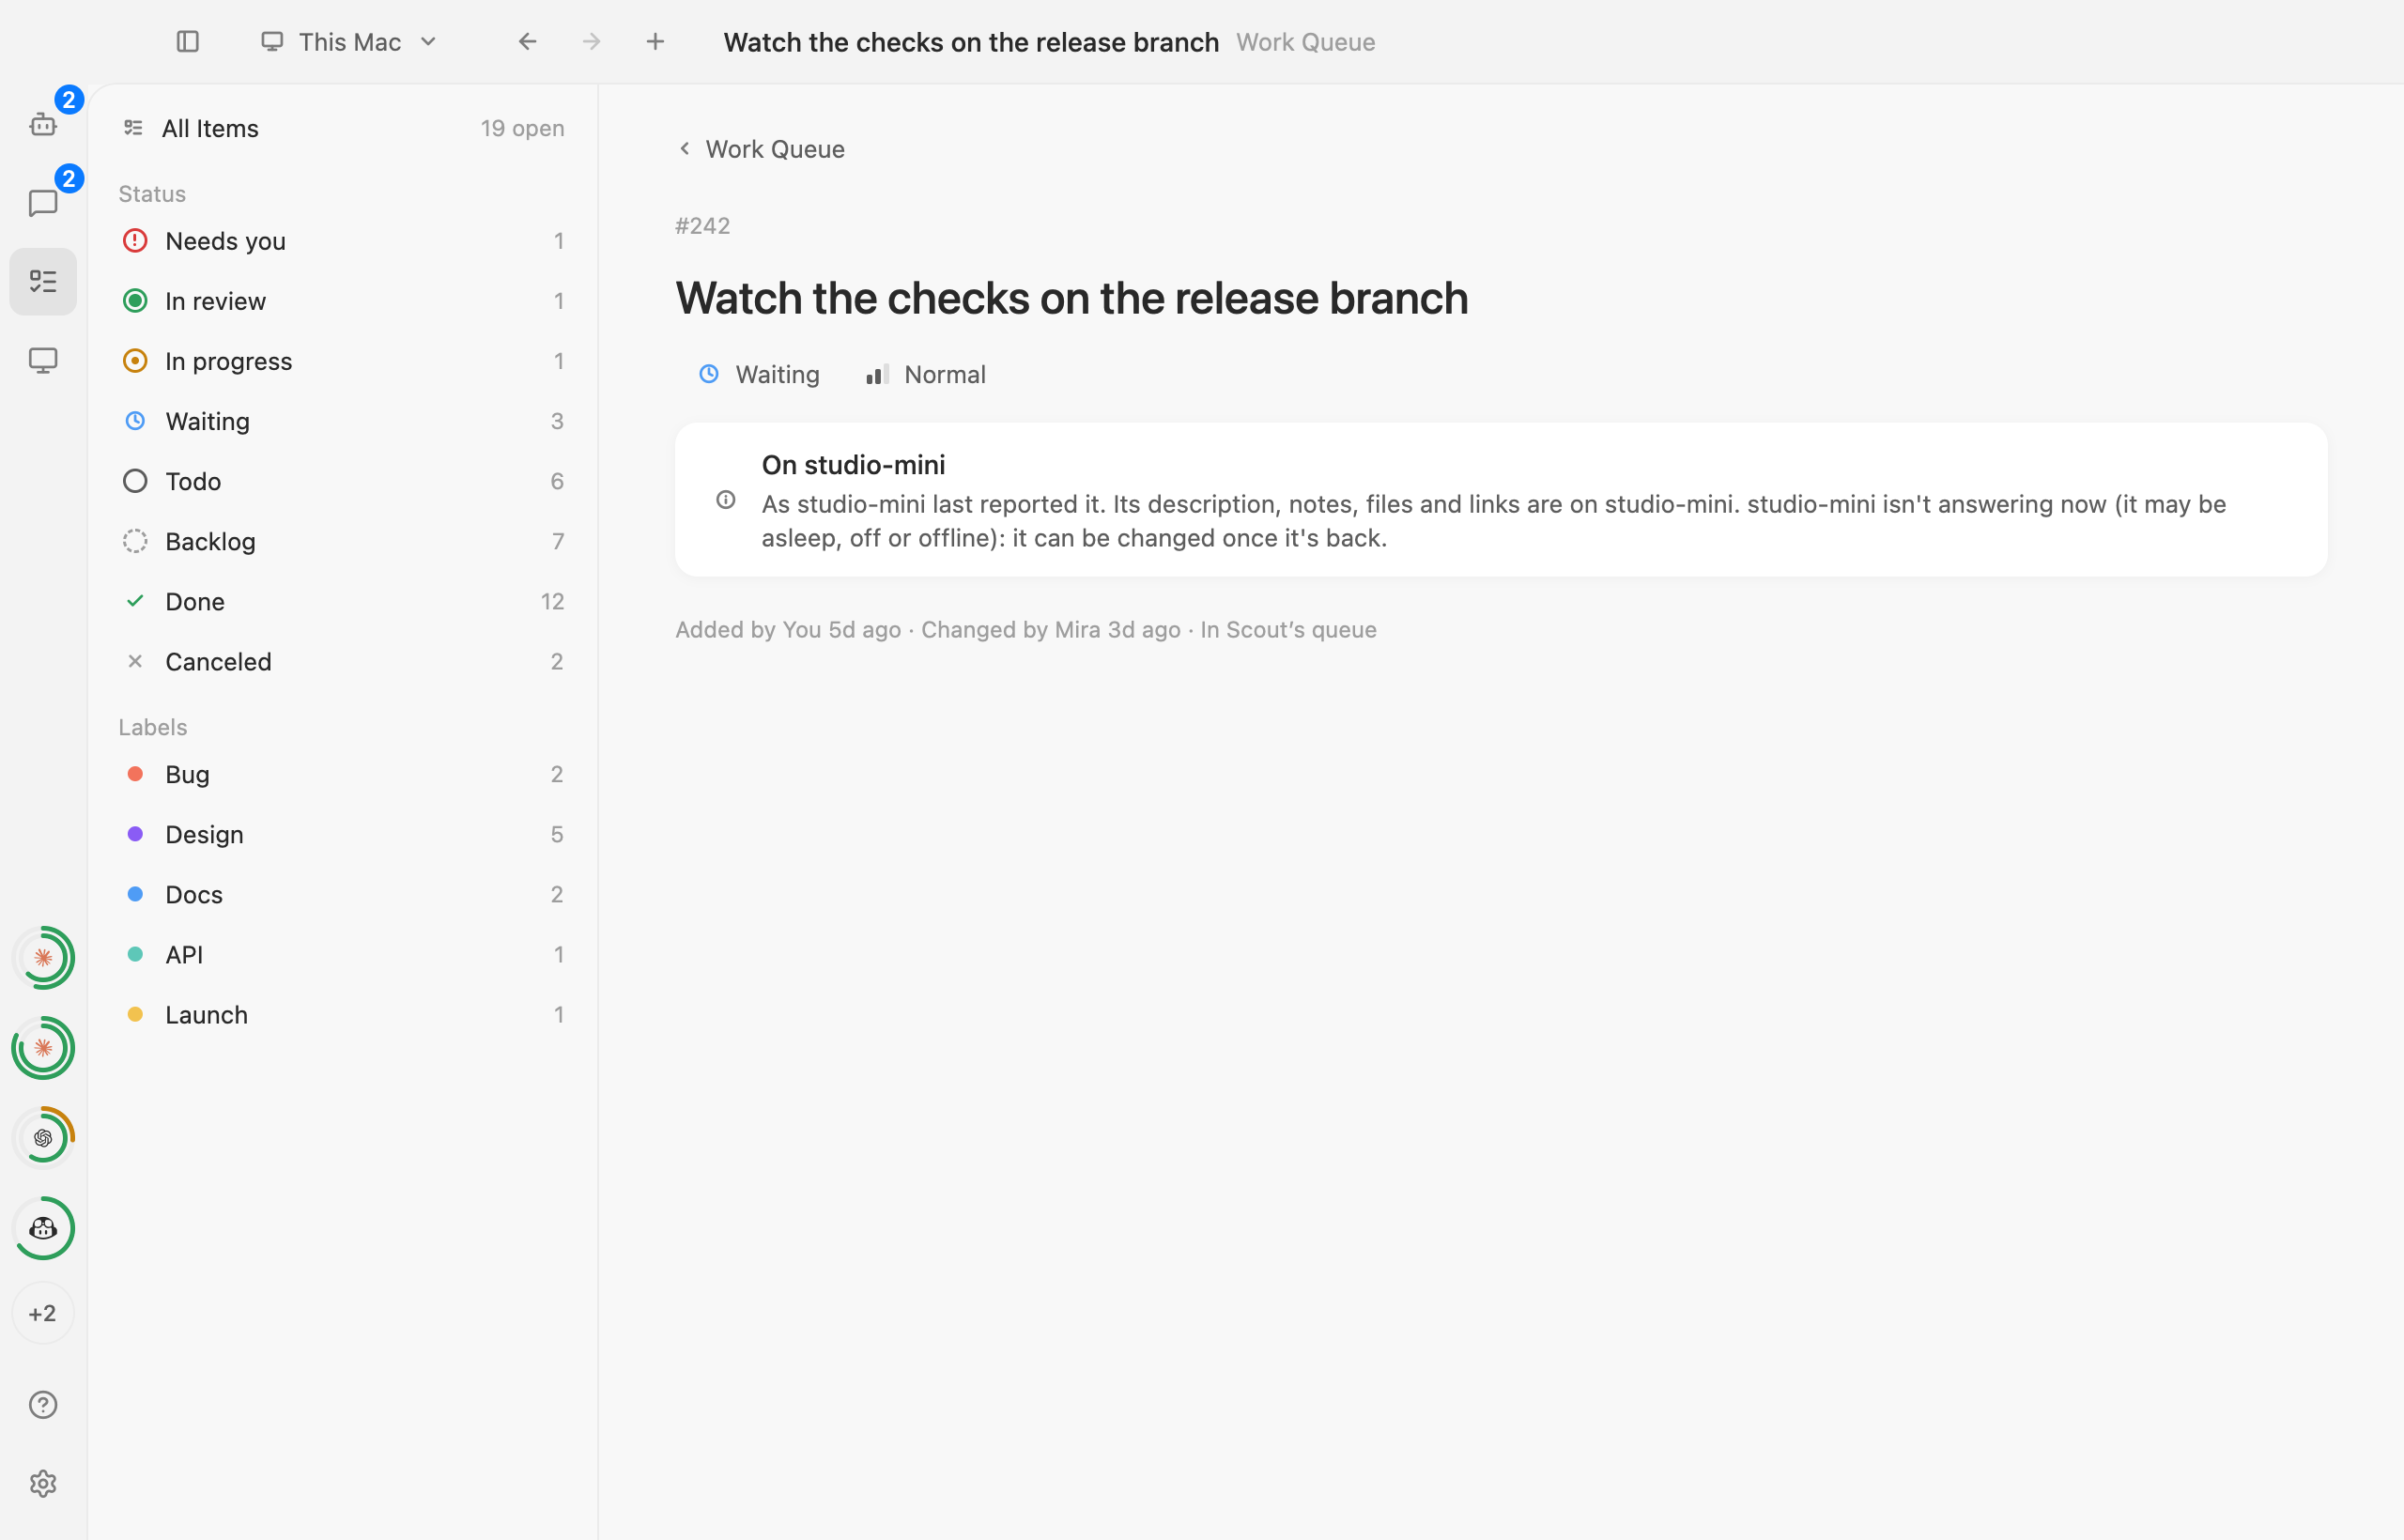 This Mac
Watch the checks on the release branch Work Queue
2
2
All Items 19 open
Status
Needs you 1
In review 1
In progress 1
Waiting 3
Todo 6
Backlog 7
Done 12
Canceled 2
Labels
Bug 2
Design 5
Docs 2
API 1
Launch 1
+2
Work Queue
#242
Watch the checks on the release branch
Waiting Normal
On studio-mini
As studio-mini last reported it. Its description, notes, files and links are on studio-mini. studio-mini isn't answering now (it may be
asleep, off or offline): it can be changed once it's back.
Added by You 5d ago · Changed by Mira 3d ago · In Scout’s queue